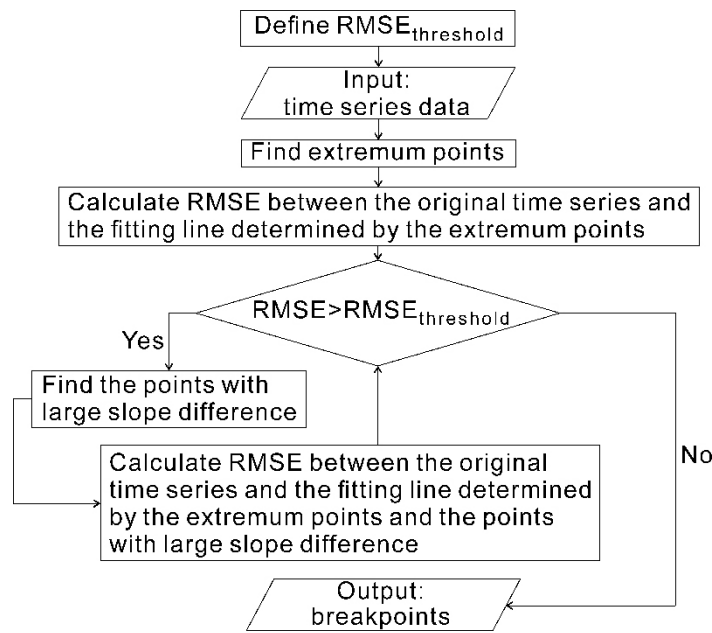 Define RMSE_threshold
Input:
time series data
Find extremum points
Calculate RMSE between the original time series and
the fitting line determined by the extremum points
RMSE>RMSE_threshold
Yes
Find the points with
large slope difference
Calculate RMSE between the original
time series and the fitting line determined
by the extremum points and the points
with large slope difference
No
Output:
breakpoints